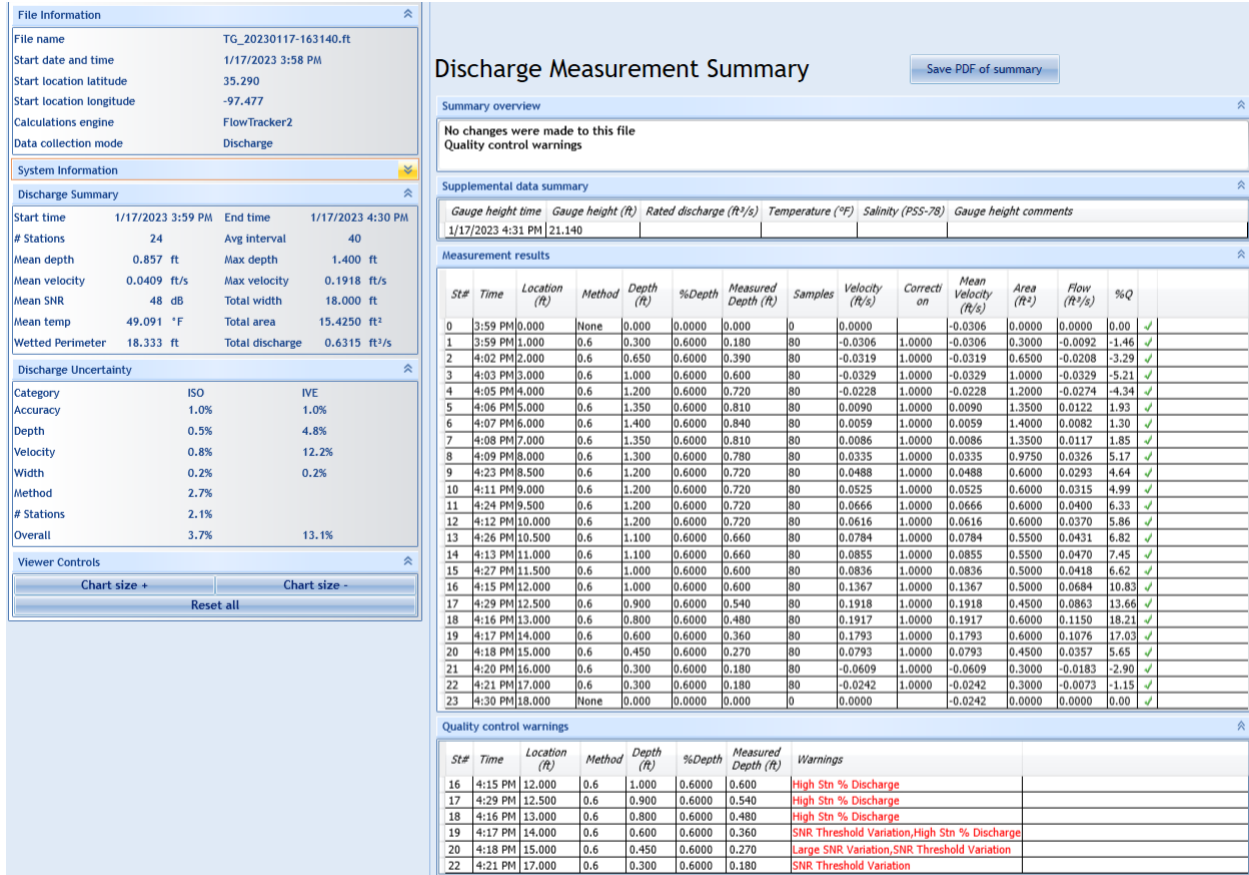 File Information
File name TG_20230117-163140.ft
Start date and time 1/17/2023 3:58 PM
Start location latitude 35.290
Start location longitude -97.477
Calculations engine FlowTracker2
Data collection mode Discharge
System Information
Discharge Summary
Start time 1/17/2023 3:59 PM End time 1/17/2023 4:30 PM
# Stations 24 Avg interval 40
Mean depth 0.857 ft Max depth 1.400 ft
Mean velocity 0.0409 ft/s Max velocity 0.1918 ft/s
Mean SNR 48 dB Total width 18.000 ft
Mean temp 49.091 °F Total area 15.4250 ft²
Wetted Perimeter 18.333 ft Total discharge 0.6315 ft³/s
Discharge Uncertainty
Category ISO IVE
Accuracy 1.0% 1.0%
Depth 0.5% 4.8%
Velocity 0.8% 12.2%
Width 0.2% 0.2%
Method 2.7%
# Stations 2.1%
Overall 3.7% 13.1%
Viewer Controls
Chart size + Chart size -
Reset all
Discharge Measurement Summary
Save PDF of summary
Summary overview
No changes were made to this file
Quality control warnings
Supplemental data summary
Gauge height time Gauge height (ft) Rated discharge (ft³/s) Temperature (°F) Salinity (PSS-78) Gauge height comments
1/17/2023 4:31 PM 21.140
Measurement results
St# Time Location (ft) Method Depth (ft) %Depth Measured Depth (ft) Samples Velocity (ft/s) Correction Mean Velocity (ft/s) Area (ft²) Flow (ft³/s) %Q
0 3:59 PM 0.000 None 0.000 0.0000 0.000 0 0.0000 -0.0306 0.0000 0.0000 0.00
1 3:59 PM 1.000 0.6 0.300 0.6000 0.180 80 -0.0306 1.0000 -0.0306 0.3000 -0.0092 -1.46
2 4:02 PM 2.000 0.6 0.650 0.6000 0.390 80 -0.0319 1.0000 -0.0319 0.6500 -0.0208 -3.29
3 4:03 PM 3.000 0.6 1.000 0.6000 0.600 80 -0.0329 1.0000 -0.0329 1.0000 -0.0329 -5.21
4 4:05 PM 4.000 0.6 1.200 0.6000 0.720 80 -0.0228 1.0000 -0.0228 1.2000 -0.0274 -4.34
5 4:06 PM 5.000 0.6 1.350 0.6000 0.810 80 0.0090 1.0000 0.0090 1.3500 0.0122 1.93
6 4:07 PM 6.000 0.6 1.400 0.6000 0.840 80 0.0059 1.0000 0.0059 1.4000 0.0082 1.30
7 4:08 PM 7.000 0.6 1.350 0.6000 0.810 80 0.0086 1.0000 0.0086 1.3500 0.0117 1.85
8 4:09 PM 8.000 0.6 1.300 0.6000 0.780 80 0.0335 1.0000 0.0335 0.9750 0.0326 5.17
9 4:23 PM 8.500 0.6 1.200 0.6000 0.720 80 0.0488 1.0000 0.0488 0.6000 0.0293 4.64
10 4:11 PM 9.000 0.6 1.200 0.6000 0.720 80 0.0525 1.0000 0.0525 0.6000 0.0315 4.99
11 4:24 PM 9.500 0.6 1.200 0.6000 0.720 80 0.0666 1.0000 0.0666 0.6000 0.0400 6.33
12 4:12 PM 10.000 0.6 1.200 0.6000 0.720 80 0.0616 1.0000 0.0616 0.6000 0.0370 5.86
13 4:26 PM 10.500 0.6 1.100 0.6000 0.660 80 0.0784 1.0000 0.0784 0.5500 0.0431 6.82
14 4:13 PM 11.000 0.6 1.100 0.6000 0.660 80 0.0855 1.0000 0.0855 0.5500 0.0470 7.45
15 4:27 PM 11.500 0.6 1.000 0.6000 0.600 80 0.0836 1.0000 0.0836 0.5000 0.0418 6.62
16 4:15 PM 12.000 0.6 1.000 0.6000 0.600 80 0.1367 1.0000 0.1367 0.5000 0.0684 10.83
17 4:29 PM 12.500 0.6 0.900 0.6000 0.540 80 0.1918 1.0000 0.1918 0.4500 0.0863 13.66
18 4:16 PM 13.000 0.6 0.800 0.6000 0.480 80 0.1917 1.0000 0.1917 0.6000 0.1150 18.21
19 4:17 PM 14.000 0.6 0.600 0.6000 0.360 80 0.1793 1.0000 0.1793 0.6000 0.1076 17.03
20 4:18 PM 15.000 0.6 0.450 0.6000 0.270 80 0.0793 1.0000 0.0793 0.4500 0.0357 5.65
21 4:20 PM 16.000 0.6 0.300 0.6000 0.180 80 -0.0609 1.0000 -0.0609 0.3000 -0.0183 -2.90
22 4:21 PM 17.000 0.6 0.300 0.6000 0.180 80 -0.0242 1.0000 -0.0242 0.3000 -0.0073 -1.15
23 4:30 PM 18.000 None 0.000 0.0000 0.000 0 0.0000 -0.0242 0.0000 0.0000 0.00
Quality control warnings
St# Time Location (ft) Method Depth (ft) %Depth Measured Depth (ft) Warnings
16 4:15 PM 12.000 0.6 1.000 0.6000 0.600 High Stn % Discharge
17 4:29 PM 12.500 0.6 0.900 0.6000 0.540 High Stn % Discharge
18 4:16 PM 13.000 0.6 0.800 0.6000 0.480 High Stn % Discharge
19 4:17 PM 14.000 0.6 0.600 0.6000 0.360 SNR Threshold Variation,High Stn % Discharge
20 4:18 PM 15.000 0.6 0.450 0.6000 0.270 Large SNR Variation,SNR Threshold Variation
22 4:21 PM 17.000 0.6 0.300 0.6000 0.180 SNR Threshold Variation